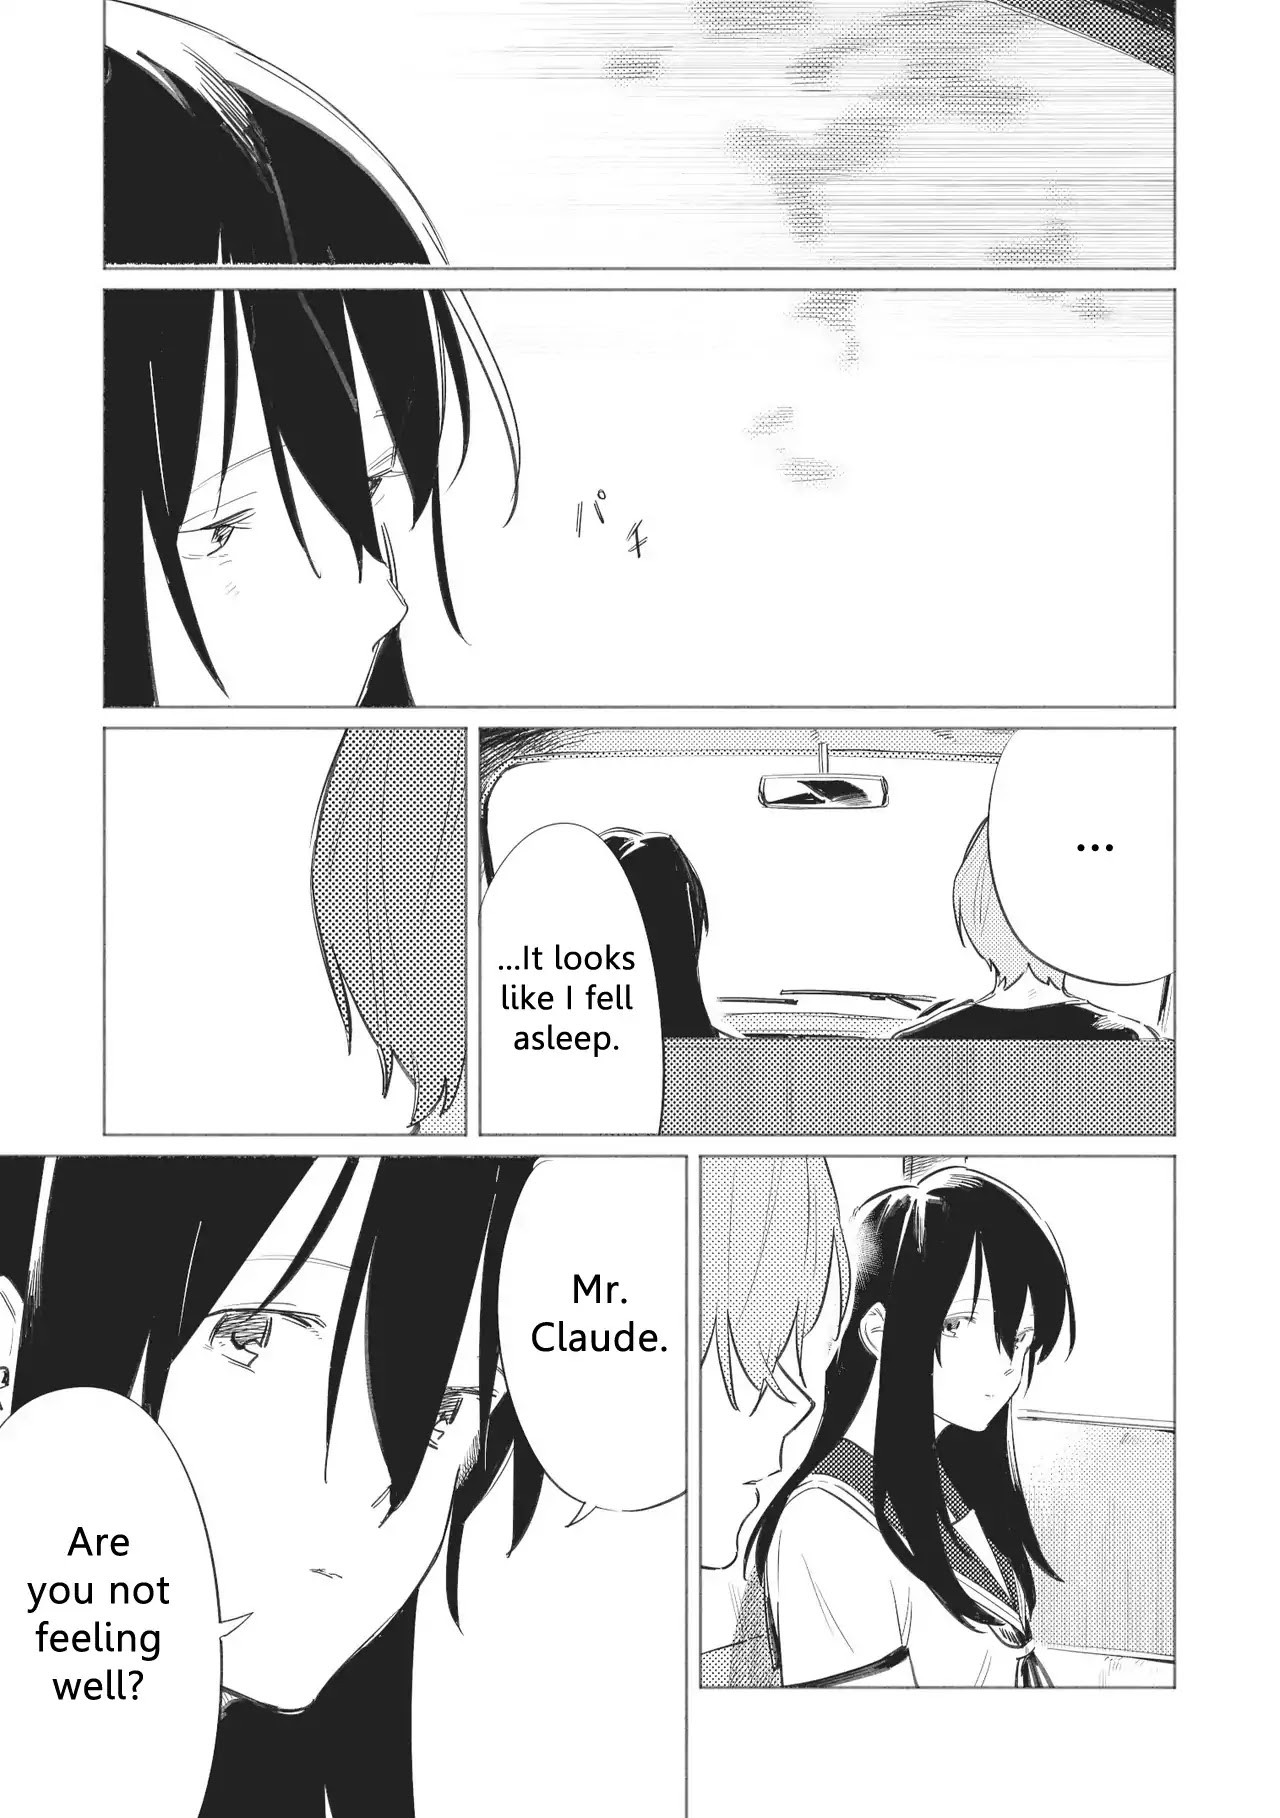 パチ
...
...It looks
like I fell
asleep.
Mr.
Claude.
Are
you not
feeling
well?